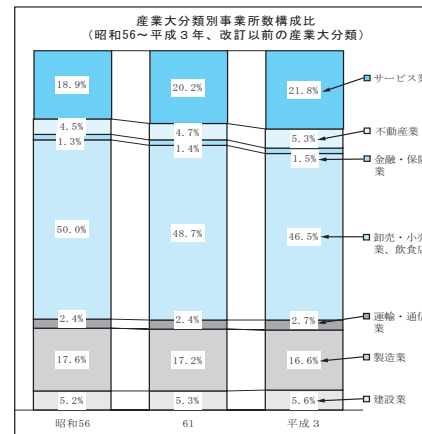 産業大分類別事業所数構成比
(昭和56～平成3年、改訂以前の産業大分類)
18.9% 20.2% 21.8% サービス業
4.5% 4.7% 5.3% 不動産業
1.3% 1.4% 1.5% 金融・保険
業
50.0% 48.7% 46.5% 卸売・小売
業、飲食店
2.4% 2.4% 2.7% 運輸・通信
業
17.6% 17.2% 16.6% 製造業
5.2% 5.3% 5.6% 建設業
昭和56 61 平成3